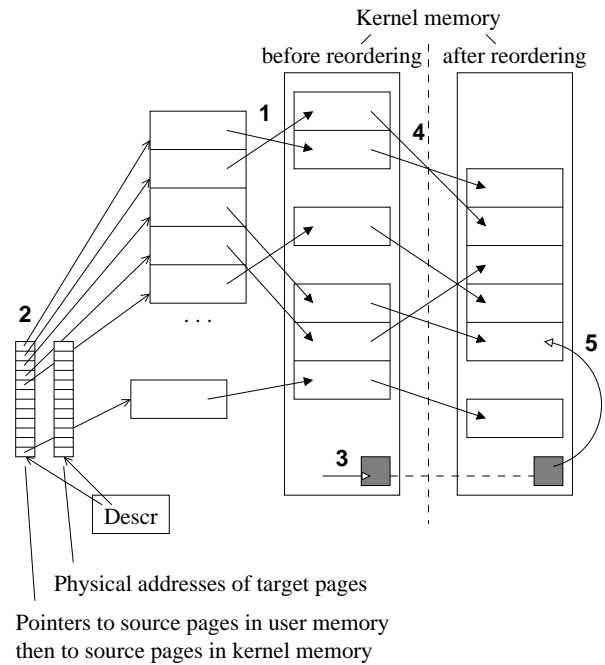 Kernel memory
before reordering
after reordering
1
4
2
. . .
5
3
Descr
Physical addresses of target pages
Pointers to source pages in user memory
then to source pages in kernel memory